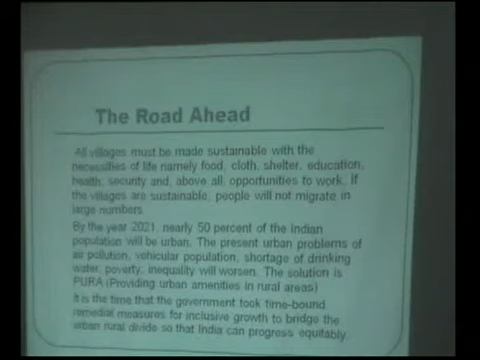 The Road Ahead
All villages must be made sustainable with the
necessities of life namely food, cloth, shelter, education,
health, security and, above all, opportunities to work. If
the villages are sustainable, people will not migrate in
large numbers.
By the year 2021, nearly 50 percent of the Indian
population will be urban. The present urban problems of
air pollution, vehicular population, shortage of drinking
water, poverty, inequality will worsen. The solution is
PURA (Providing urban amenities in rural areas)
It is the time that the government took time-bound
remedial measures for inclusive growth to bridge the
urban rural divide so that India can progress equitably.